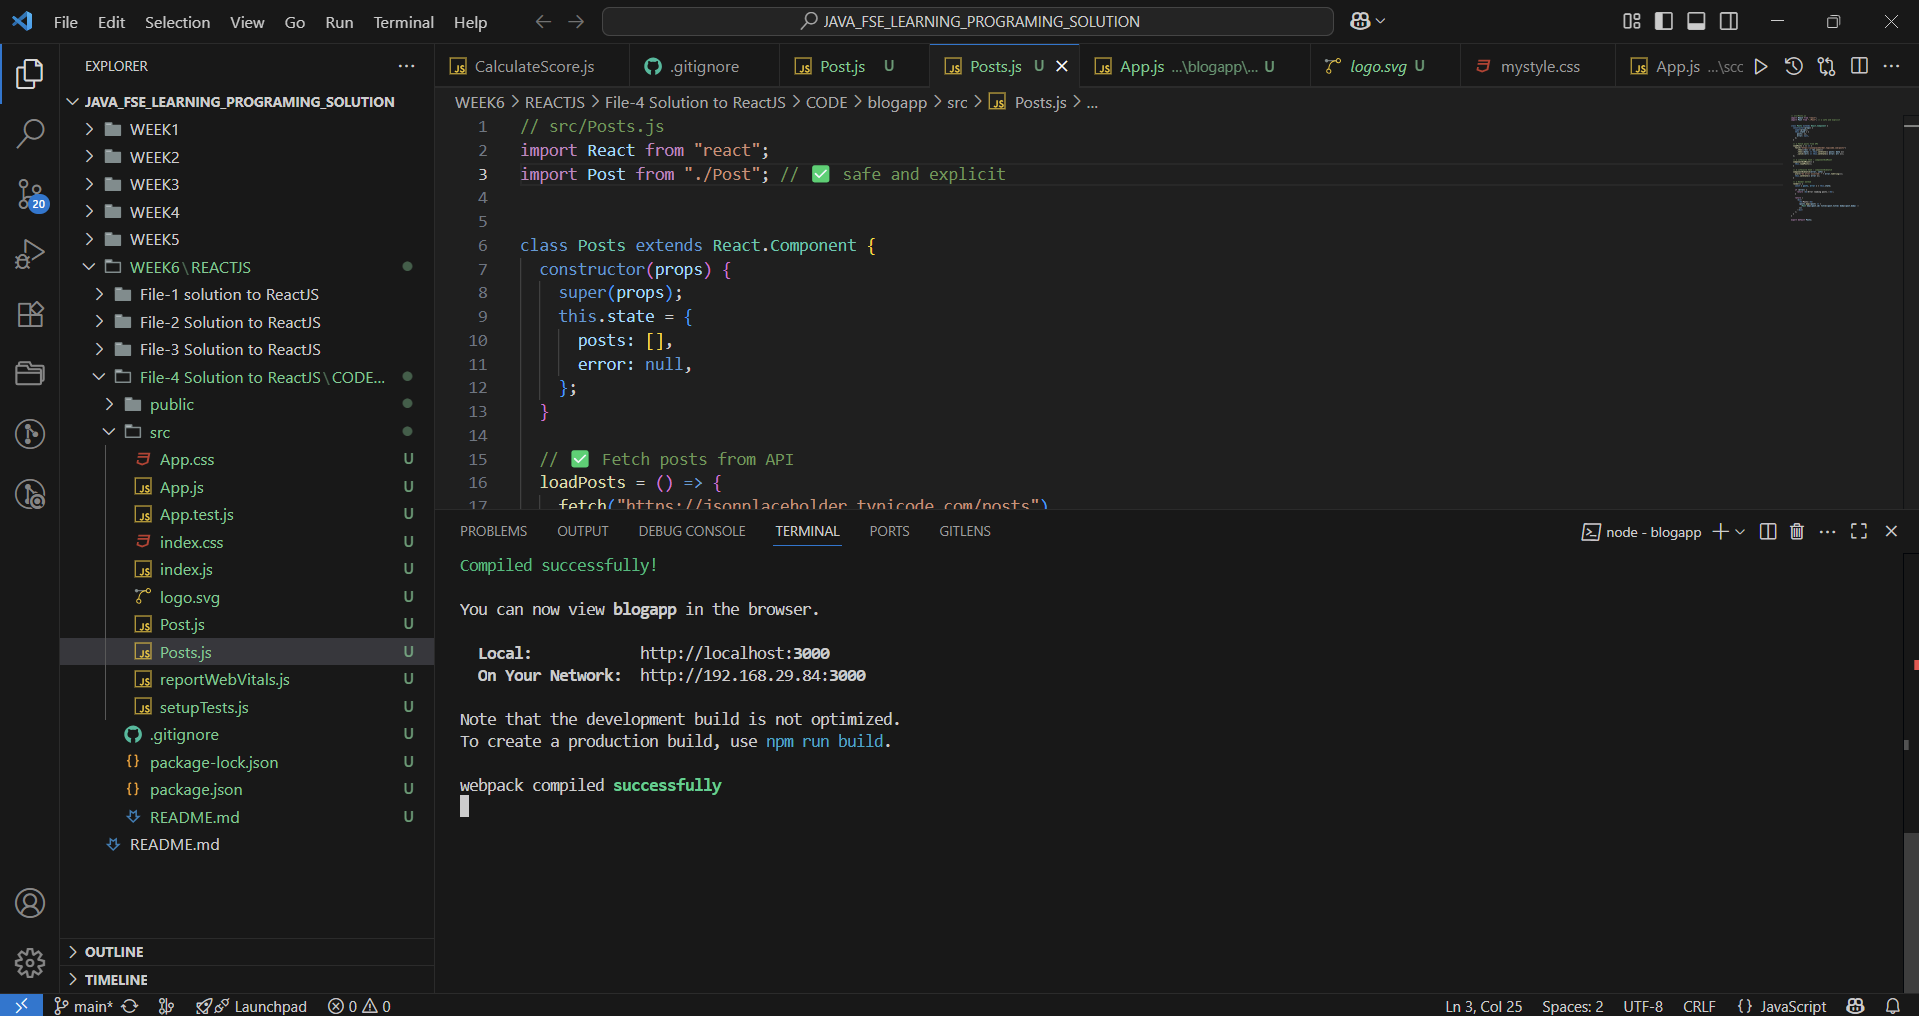 File Edit Selection View Go Run Terminal Help
JAVA_FSE_LEARNING_PROGRAMING_SOLUTION
EXPLORER
JAVA_FSE_LEARNING_PROGRAMING_SOLUTION
WEEK1
WEEK2
WEEK3
WEEK4
WEEK5
WEEK6\REACTJS
File-1 solution to ReactJS
File-2 Solution to ReactJS
File-3 Solution to ReactJS
File-4 Solution to ReactJS\CODE...
public
src
App.css U
App.js U
App.test.js U
index.css U
index.js U
logo.svg U
Post.js U
Posts.js U
reportWebVitals.js U
setupTests.js U
.gitignore U
package-lock.json U
package.json U
README.md U
README.md
OUTLINE
TIMELINE
20
CalculateScore.js .gitignore Post.js U Posts.js U App.js ...\blogapp\... U logo.svg U mystyle.css App.js ...\scc
WEEK6 > REACTJS > File-4 Solution to ReactJS > CODE > blogapp > src > Posts.js > ...
1 // src/Posts.js
2 import React from "react";
3 import Post from "./Post"; // ✅ safe and explicit
4
5
6 class Posts extends React.Component {
7 constructor(props) {
8 super(props);
9 this.state = {
10 posts: [],
11 error: null,
12 };
13 }
14
15 // ✅ Fetch posts from API
16 loadPosts = () => {
17 fetch("https://jsonplaceholder.typicode.com/posts")
PROBLEMS OUTPUT DEBUG CONSOLE TERMINAL PORTS GITLENS
node - blogapp
Compiled successfully!
You can now view blogapp in the browser.
Local: http://localhost:3000
On Your Network: http://192.168.29.84:3000
Note that the development build is not optimized.
To create a production build, use npm run build.
webpack compiled successfully
main* Launchpad 0 0
Ln 3, Col 25 Spaces: 2 UTF-8 CRLF {} JavaScript